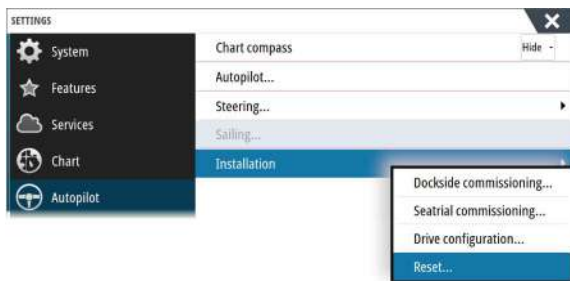 SETTINGS
System
Features
Services
Chart
Autopilot
Chart compass
Hide
Autopilot...
Steering...
Sailing...
Installation
Dockside commissioning...
Seatrial commissioning...
Drive configuration...
Reset...